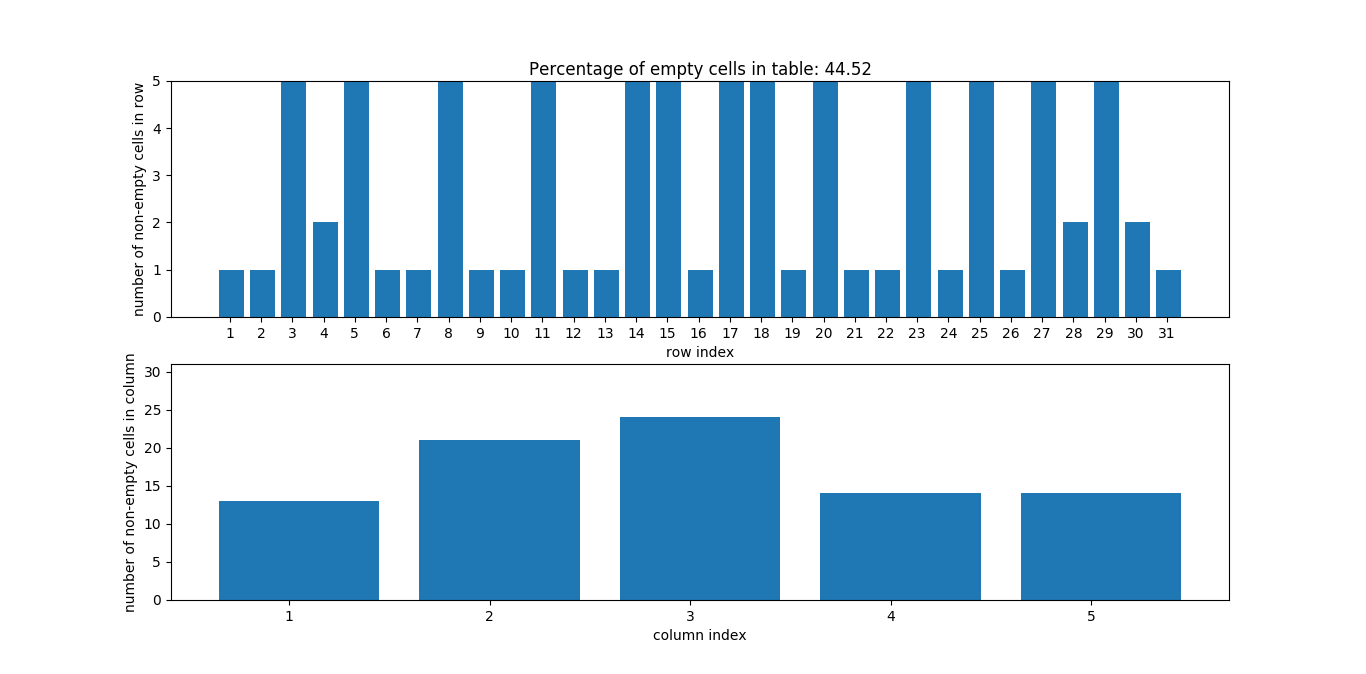 Percentage of empty cells in table: 44.52
number of non-empty cells in row
5
4
3
2
1
0
1 2 3 4 5 6 7 8 9 10 11 12 13 14 15 16 17 18 19 20 21 22 23 24 25 26 27 28 29 30 31
row index
number of non-empty cells in column
30
25
20
15
10
5
0
1 2 3 4 5
column index